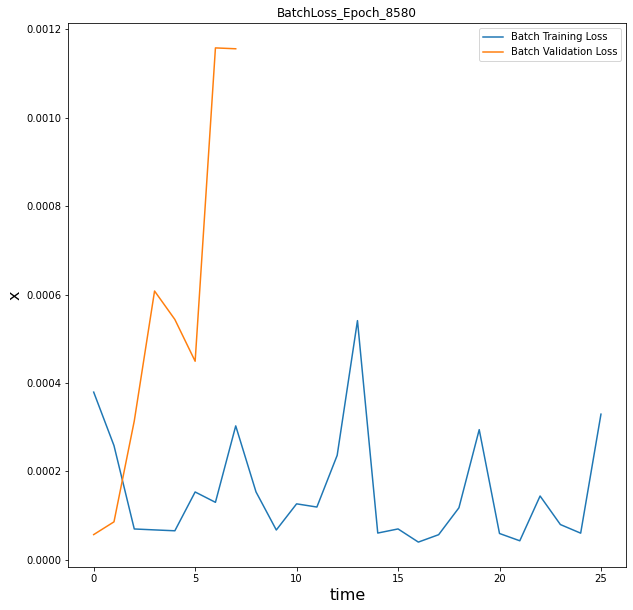 BatchLoss_Epoch_8580
Batch Training Loss
Batch Validation Loss
0.0012
0.0010
0.0008
0.0006
0.0004
0.0002
0.0000
x
0 5 10 15 20 25
time